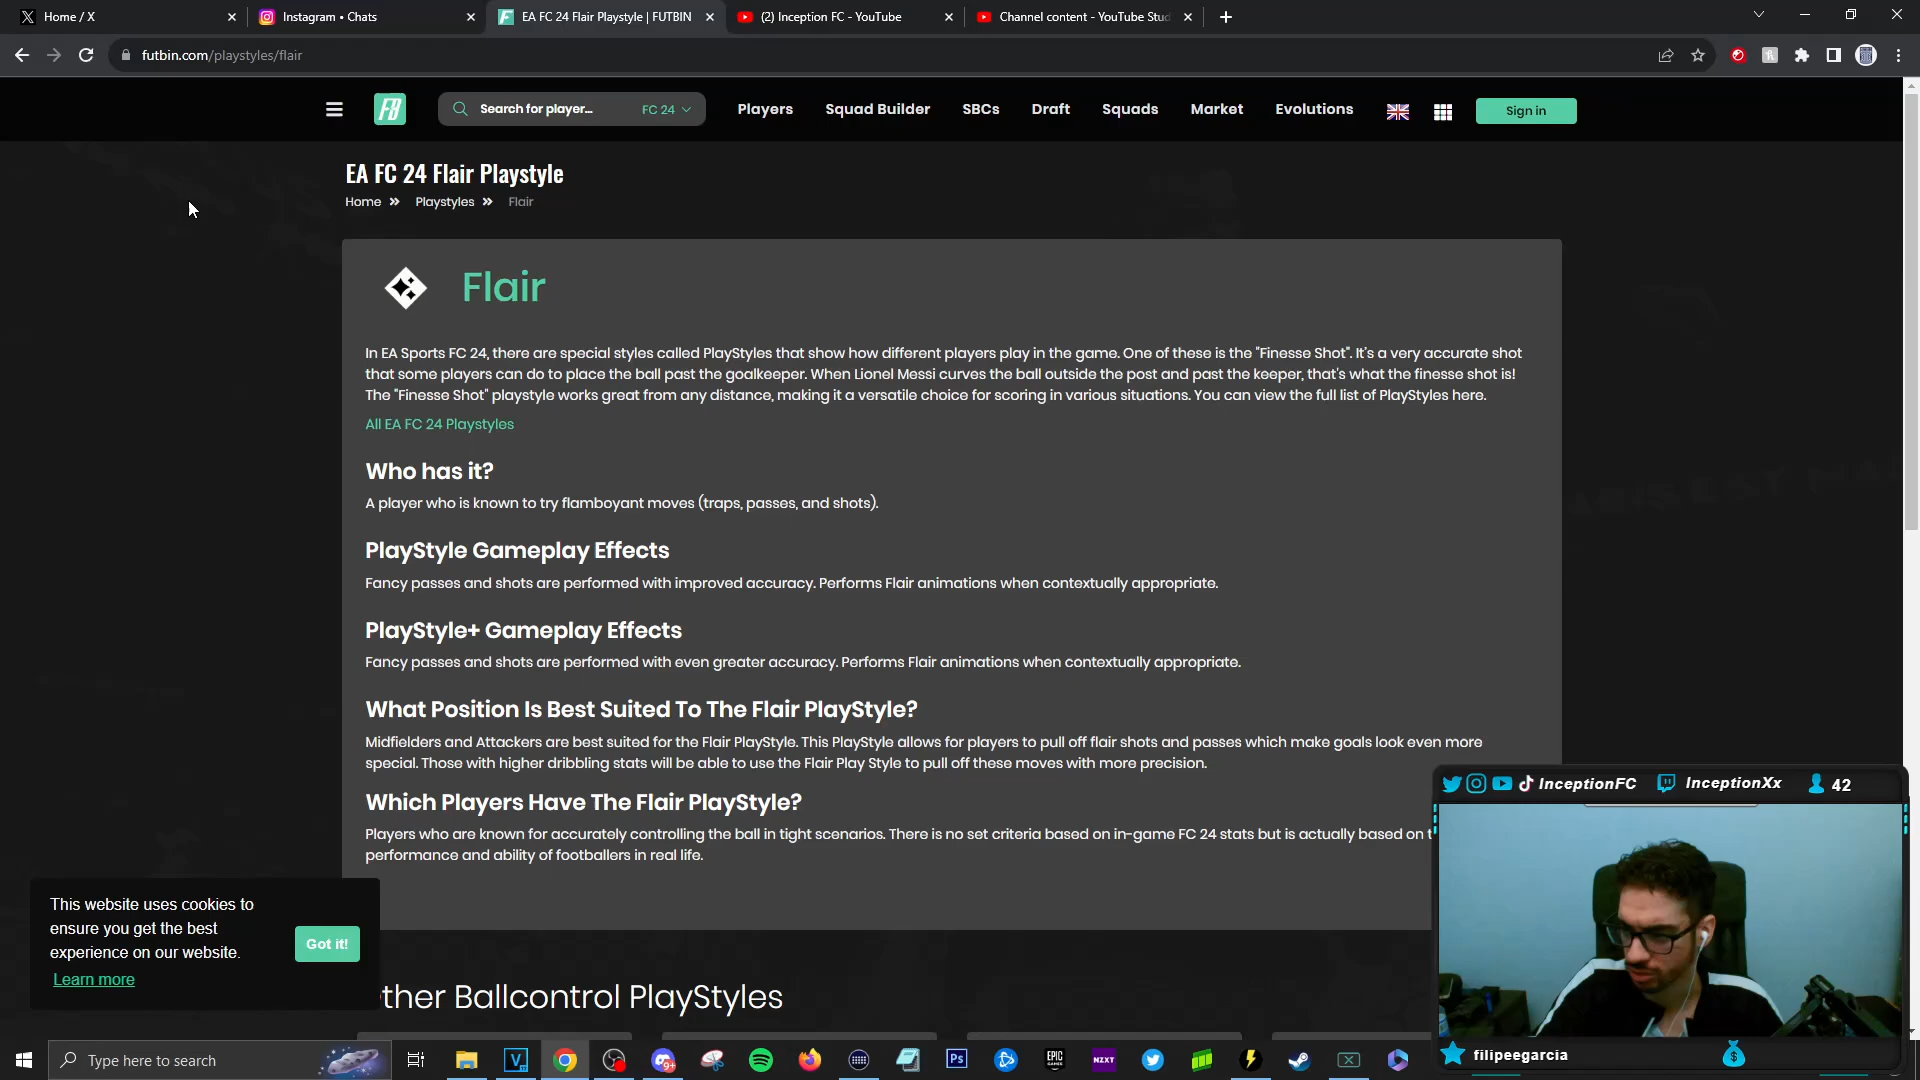 Home / X
Instagram • Chats
EA FC 24 Flair Playstyle | FUTBIN
(2) Inception FC - YouTube
Channel content - YouTube Stud
futbin.com/playstyles/flair
FB
Search for player...
FC 24
Players
Squad Builder
SBCs
Draft
Squads
Market
Evolutions
Sign in
EA FC 24 Flair Playstyle
Home » Playstyles » Flair
Flair
In EA Sports FC 24, there are special styles called PlayStyles that show how different players play in the game. One of these is the "Finesse Shot". It's a very accurate shot
that some players can do to place the ball past the goalkeeper. When Lionel Messi curves the ball outside the post and past the keeper, that's what the finesse shot is!
The "Finesse Shot" playstyle works great from any distance, making it a versatile choice for scoring in various situations. You can view the full list of PlayStyles here.
All EA FC 24 Playstyles
Who has it?
A player who is known to try flamboyant moves (traps, passes, and shots).
PlayStyle Gameplay Effects
Fancy passes and shots are performed with improved accuracy. Performs Flair animations when contextually appropriate.
PlayStyle+ Gameplay Effects
Fancy passes and shots are performed with even greater accuracy. Performs Flair animations when contextually appropriate.
What Position Is Best Suited To The Flair PlayStyle?
Midfielders and Attackers are best suited for the Flair PlayStyle. This PlayStyle allows for players to pull off flair shots and passes which make goals look even more
special. Those with higher dribbling stats will be able to use the Flair Play Style to pull off these moves with more precision.
Which Players Have The Flair PlayStyle?
Players who are known for accurately controlling the ball in tight scenarios. There is no set criteria based on in-game FC 24 stats but is actually based on t
performance and ability of footballers in real life.
This website uses cookies to
ensure you get the best
experience on our website.
Learn more
Got it!
ther Ballcontrol PlayStyles
InceptionFC
InceptionXx
42
filipeegarcia
Type here to search
V
9+
Ps
EPIC GAMES
NZXT